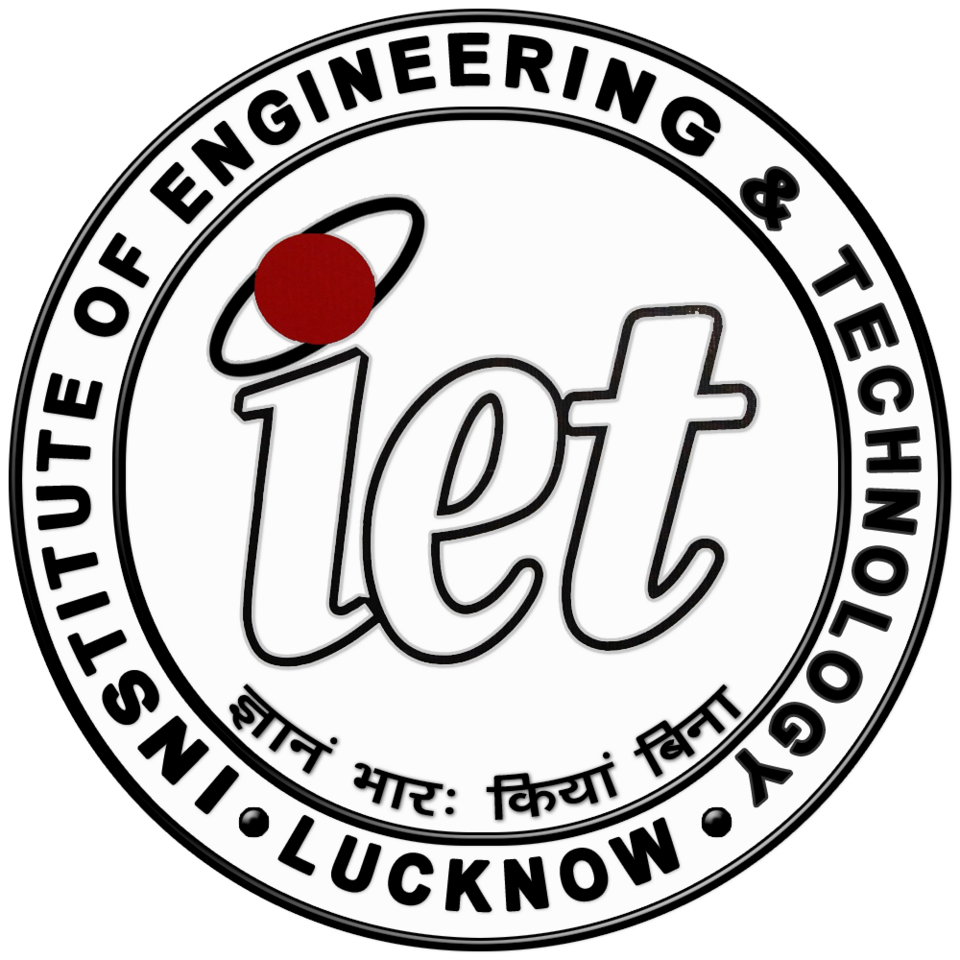 INSTITUTE OF ENGINEERING & TECHNOLOGY
iet
ज्ञानं भारः कियां बिना
• LUCKNOW •